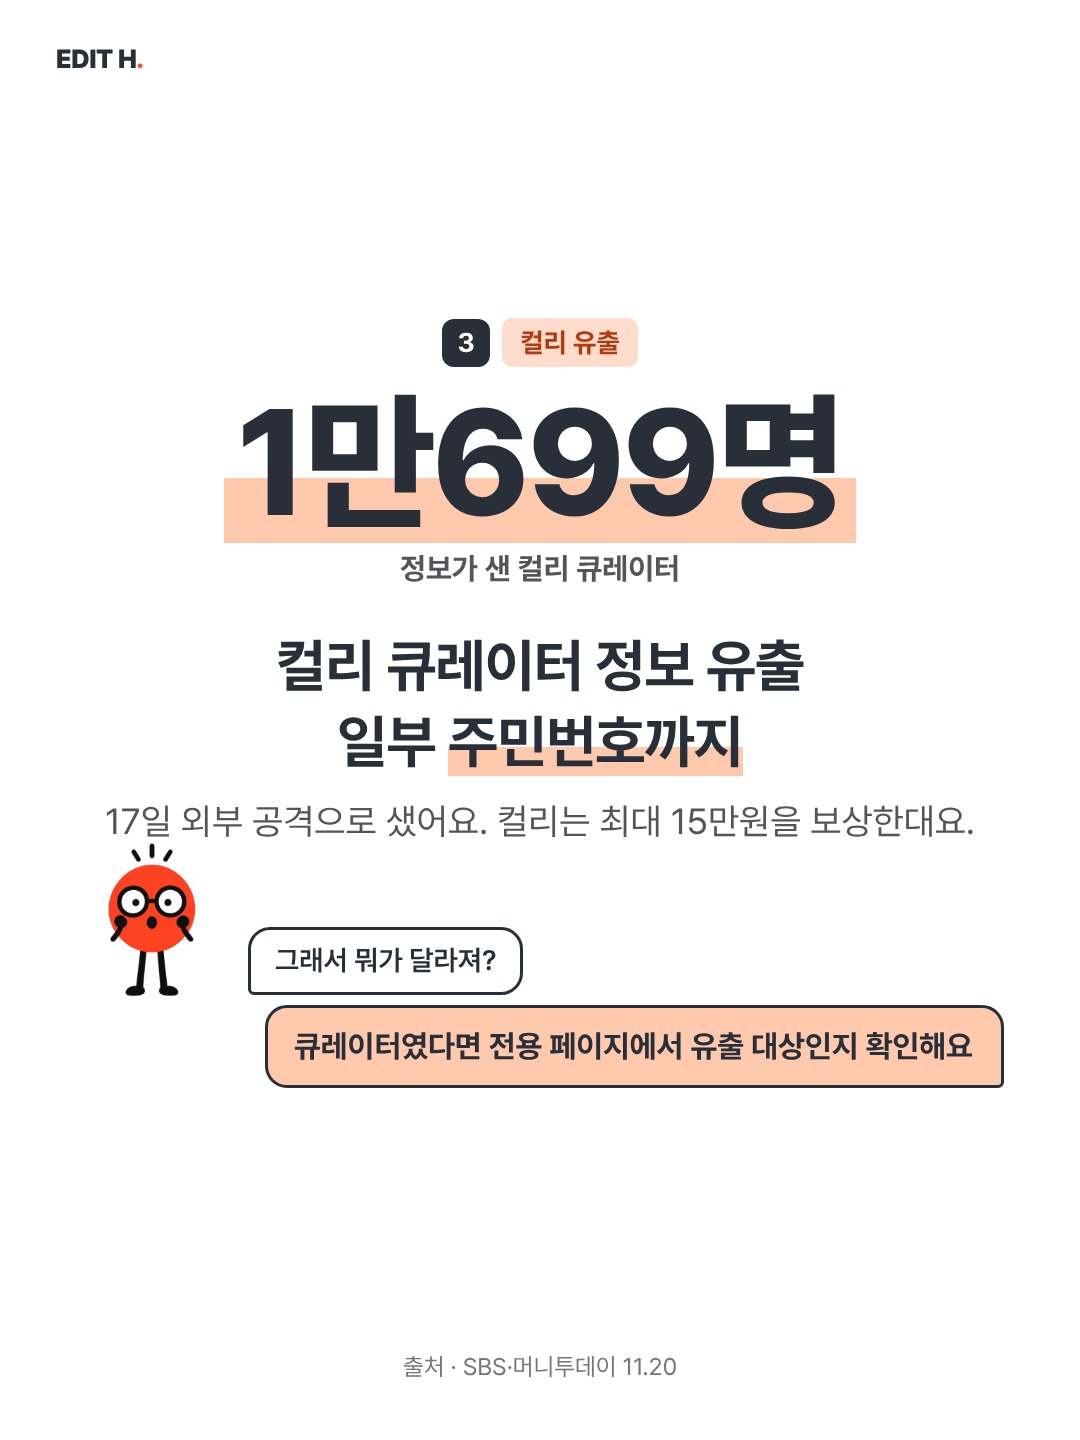 EDIT H.
3 컬리 유출
1만699명
정보가 샌 컬리 큐레이터
컬리 큐레이터 정보 유출
일부 주민번호까지
17일 외부 공격으로 샜어요. 컬리는 최대 15만원을 보상한대요.
그래서 뭐가 달라져?
큐레이터였다면 전용 페이지에서 유출 대상인지 확인해요
출처 · SBS·머니투데이 11.20